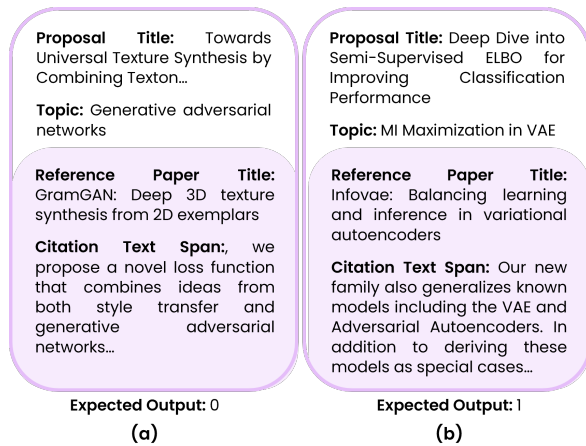 Proposal Title: Towards
Universal Texture Synthesis by
Combining Texton...
Topic: Generative adversarial
networks
Reference Paper Title:
GramGAN: Deep 3D texture
synthesis from 2D exemplars
Citation Text Span:, we
propose a novel loss function
that combines ideas from
both style transfer and
generative adversarial
networks...
Expected Output: 0
(a)
Proposal Title: Deep Dive into
Semi-Supervised ELBO for
Improving Classification
Performance
Topic: MI Maximization in VAE
Reference Paper Title:
Infovae: Balancing learning
and inference in variational
autoencoders
Citation Text Span: Our new
family also generalizes known
models including the VAE and
Adversarial Autoencoders. In
addition to deriving these
models as special cases...
Expected Output: 1
(b)